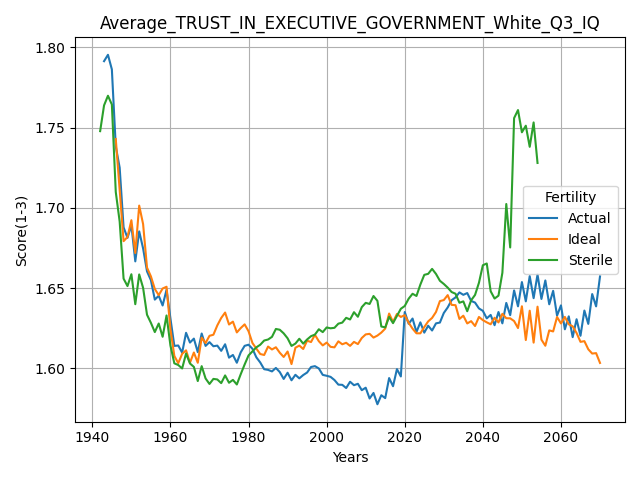 Average_TRUST_IN_EXECUTIVE_GOVERNMENT_White_Q3_IQ
Score(1-3)
1.80
1.75
1.70
1.65
1.60
Fertility
Actual
Ideal
Sterile
1940
1960
1980
2000
2020
2040
2060
Years